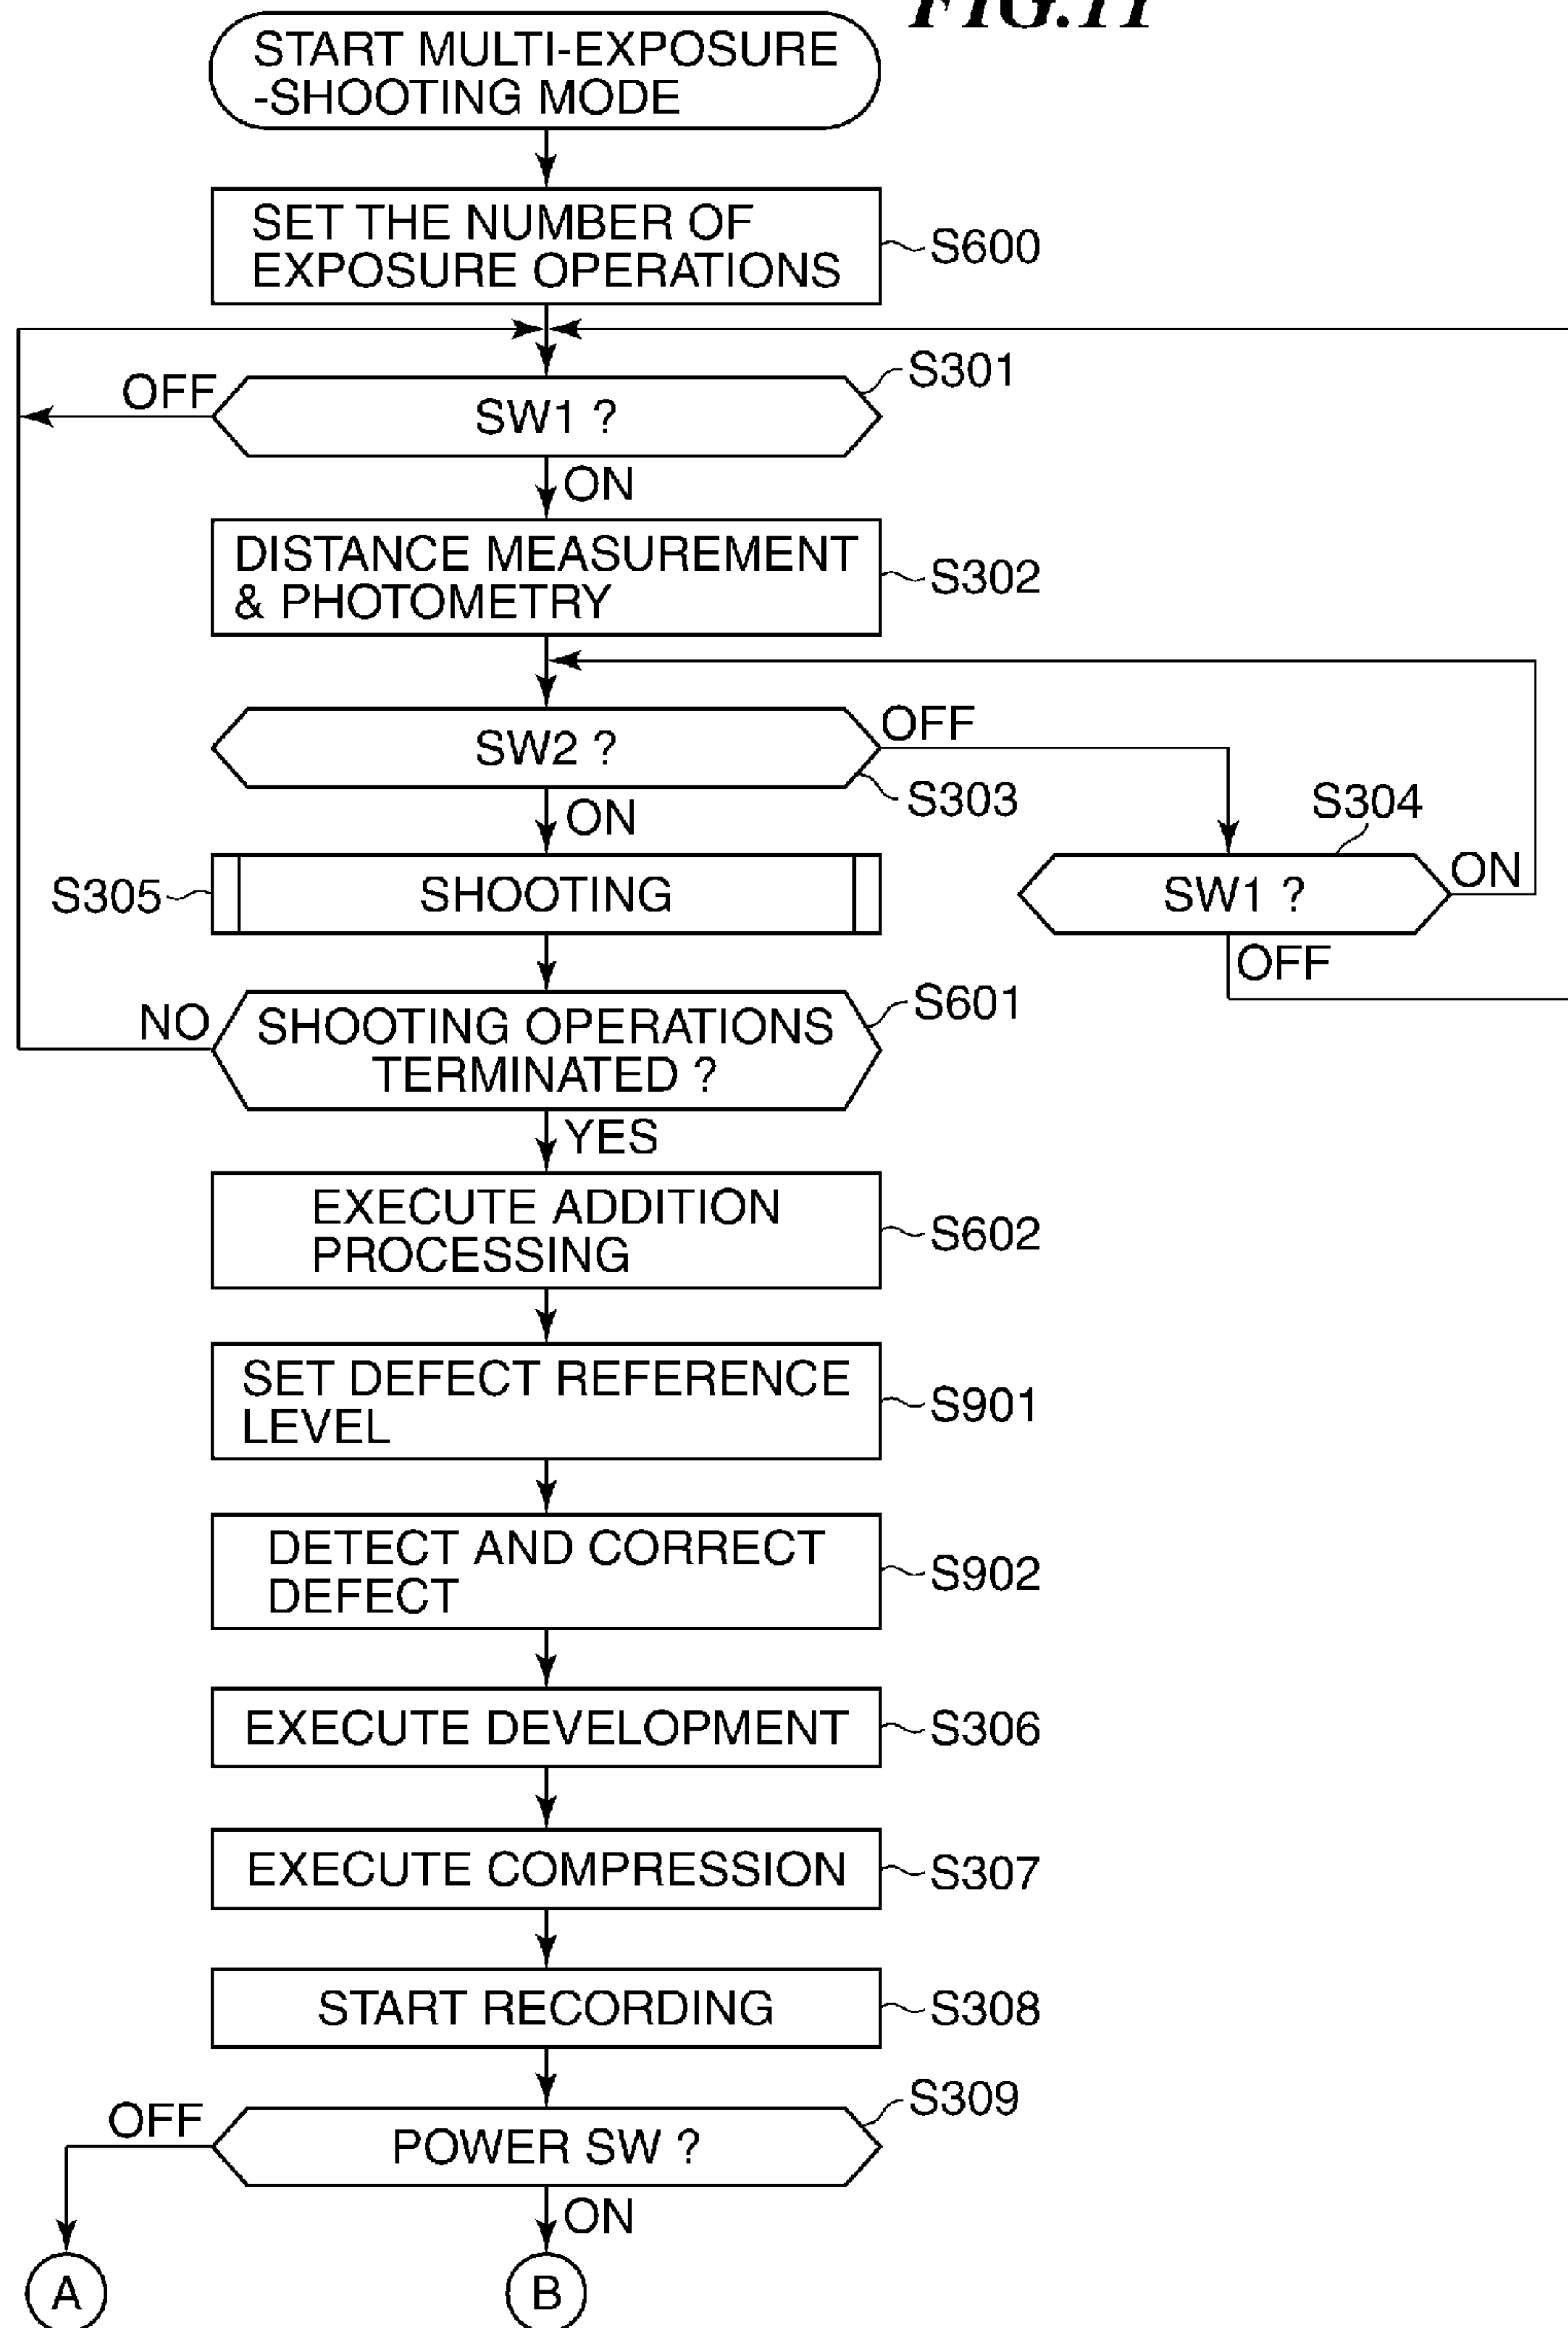 FIG.11
START MULTI-EXPOSURE
-SHOOTING MODE
SET THE NUMBER OF
EXPOSURE OPERATIONS
S600
S301
OFF
SW1 ?
ON
DISTANCE MEASUREMENT
& PHOTOMETRY
S302
OFF
SW2 ?
S303
S304
ON
S305
SHOOTING
SW1 ?
ON
OFF
S601
NO
SHOOTING OPERATIONS
TERMINATED ?
YES
EXECUTE ADDITION
PROCESSING
S602
SET DEFECT REFERENCE
LEVEL
S901
DETECT AND CORRECT
DEFECT
S902
EXECUTE DEVELOPMENT
S306
EXECUTE COMPRESSION
S307
START RECORDING
S308
S309
OFF
POWER SW ?
ON
A
B